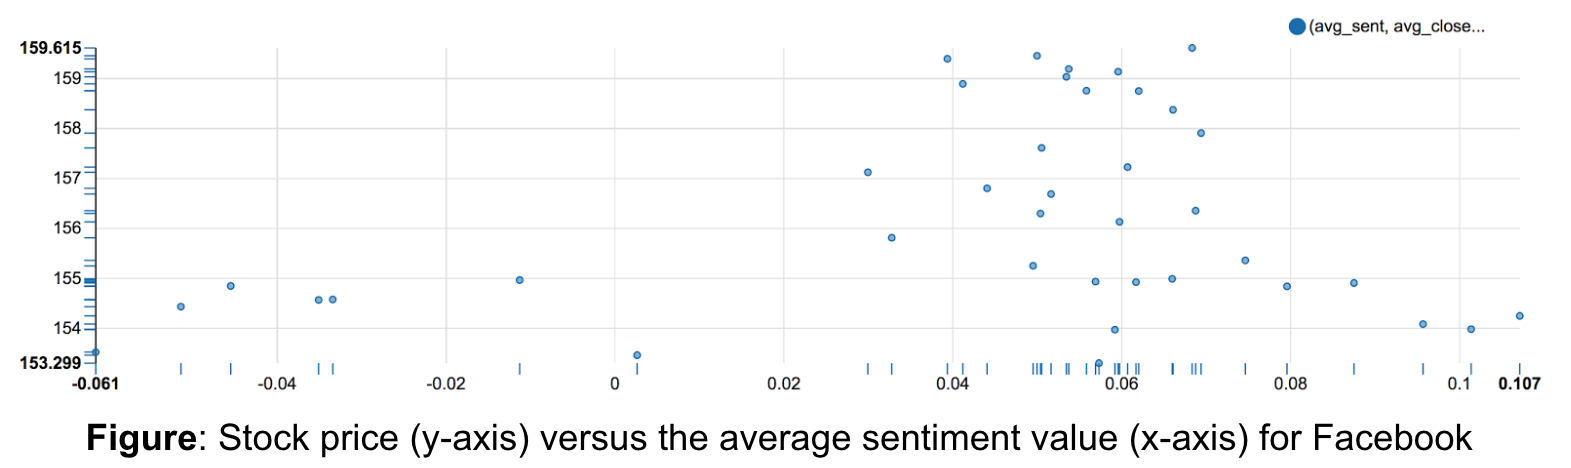 (avg_sent, avg_close...
159.615
159
158
157
156
155
154
153.299
-0.061 -0.04 -0.02 0 0.02 0.04 0.06 0.08 0.1 0.107
Figure: Stock price (y-axis) versus the average sentiment value (x-axis) for Facebook